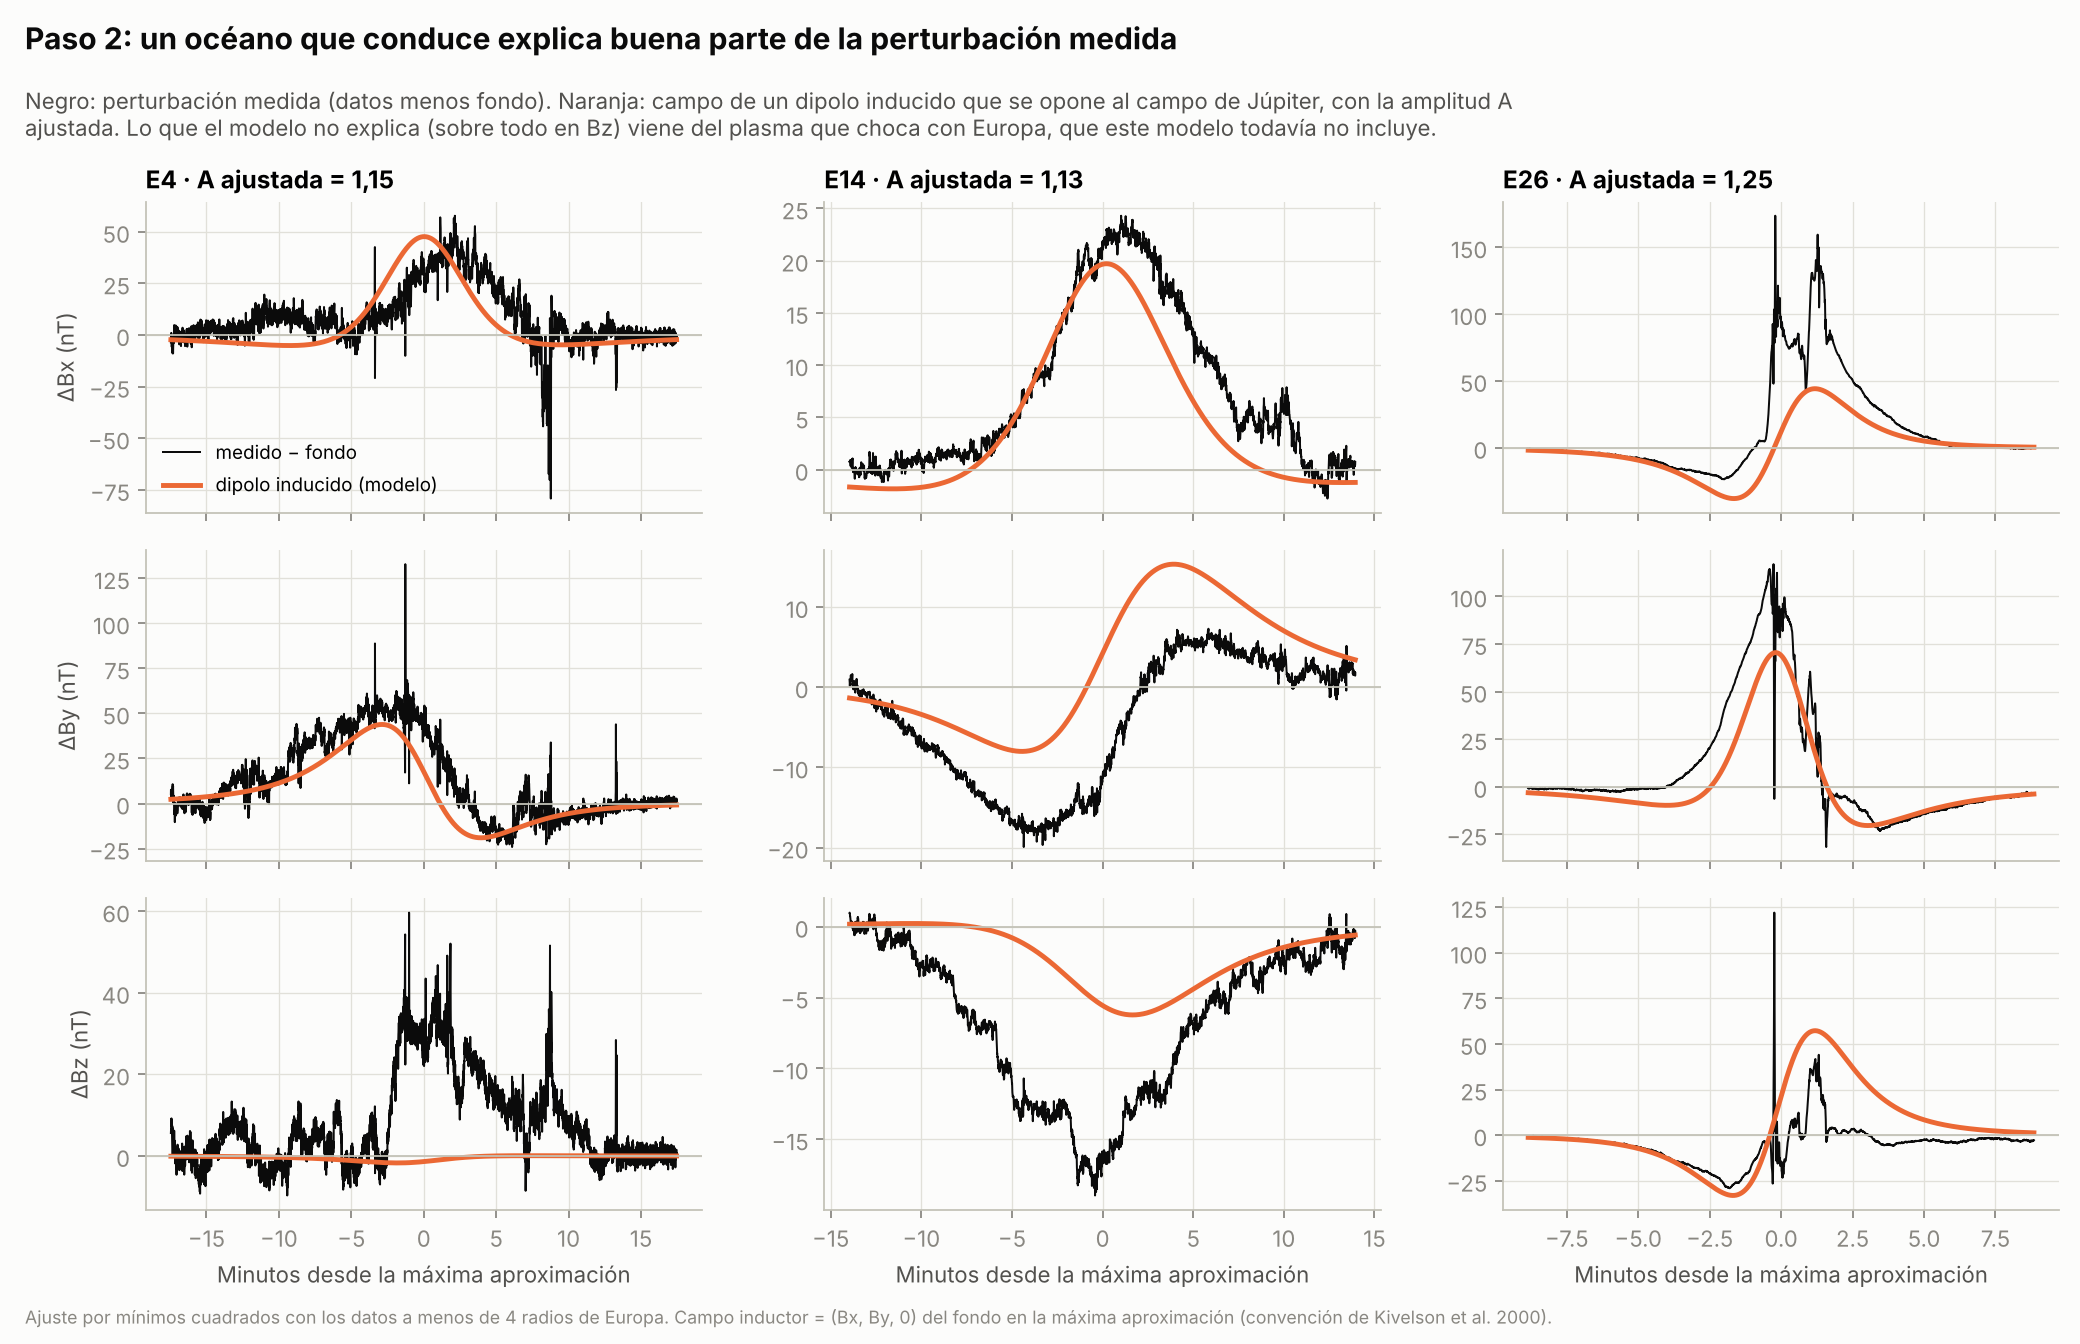 Paso 2: un océano que conduce explica buena parte de la perturbación medida
Negro: perturbación medida (datos menos fondo). Naranja: campo de un dipolo inducido que se opone al campo de Júpiter, con la amplitud A
ajustada. Lo que el modelo no explica (sobre todo en Bz) viene del plasma que choca con Europa, que este modelo todavía no incluye.
E4 · A ajustada = 1,15
E14 · A ajustada = 1,13
E26 · A ajustada = 1,25
ΔBx (nT)
50
25
0
−25
−50
−75
medido − fondo
dipolo inducido (modelo)
25
20
15
10
5
0
150
100
50
0
ΔBy (nT)
125
100
75
50
25
0
−25
10
0
−10
−20
100
75
50
25
0
−25
ΔBz (nT)
60
40
20
0
0
−5
−10
−15
125
100
75
50
25
0
−25
−15 −10 −5 0 5 10 15
−15 −10 −5 0 5 10 15
−7.5 −5.0 −2.5 0.0 2.5 5.0 7.5
Minutos desde la máxima aproximación
Minutos desde la máxima aproximación
Minutos desde la máxima aproximación
Ajuste por mínimos cuadrados con los datos a menos de 4 radios de Europa. Campo inductor = (Bx, By, 0) del fondo en la máxima aproximación (convención de Kivelson et al. 2000).